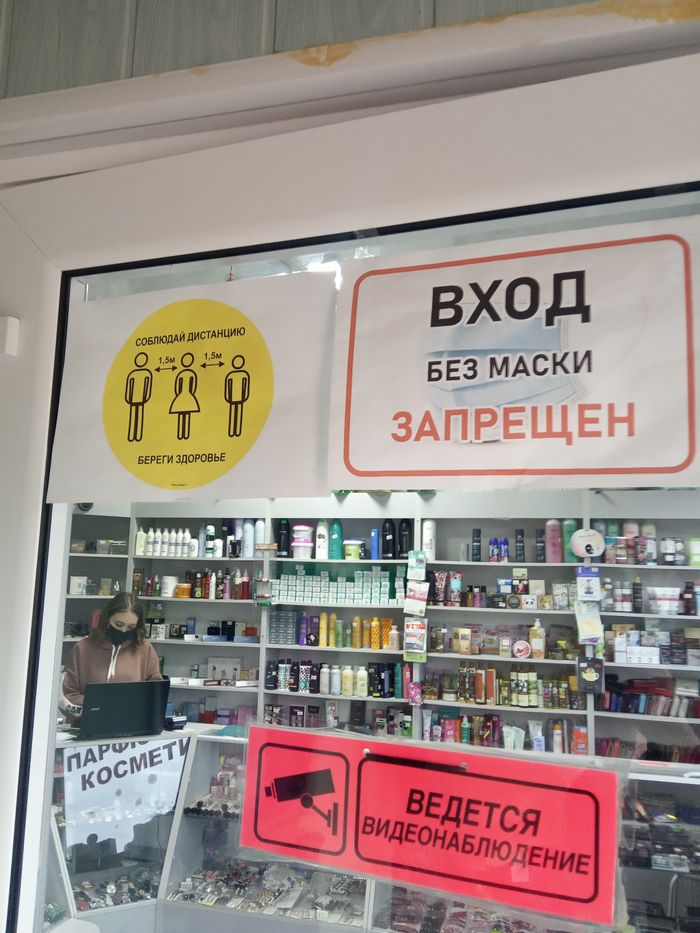 СОБЛЮДАЙ ДИСТАНЦИЮ
1,5м 1,5м
БЕРЕГИ ЗДОРОВЬЕ
ВХОД
БЕЗ МАСКИ
ЗАПРЕЩЕН
ПАРФ
КОСМЕТИ
ВЕДЕТСЯ
ВИДЕОНАБЛЮДЕНИЕ